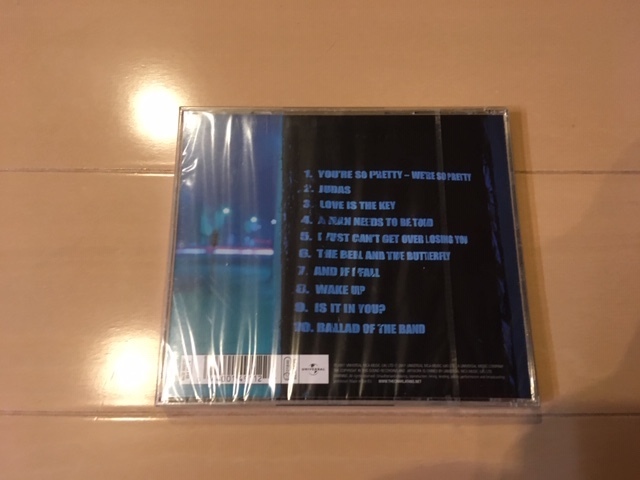 1. YOU'RE SO PRETTY - WE'RE SO PRETTY
2. JUDAS
3. LOVE IS THE KEY
4. A MAN NEEDS TO BE TOLD
5. I JUST CAN'T GET OVER LOSING YOU
6. THE BELL AND THE BUTTERFLY
7. AND IF I FALL
8. WAKE UP
9. IS IT IN YOU?
10. BALLAD OF THE BAND
UNIVERSAL